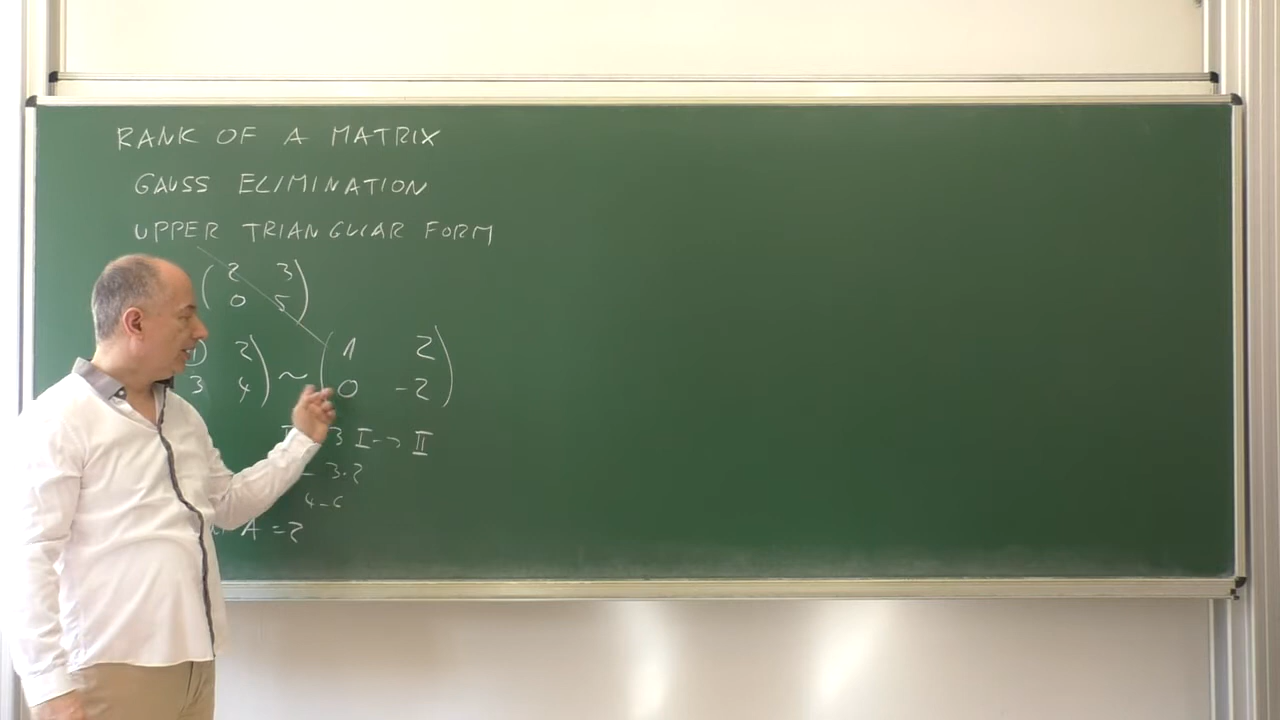 RANK OF A MATRIX
GAUSS ELIMINATION
UPPER TRIANGULAR FORM
( 2 3 )
0 5
1) 2 ) ~ ( 1 2 )
3 4 0 -2
3 I -> II
- 3.2
4-6
A = 2